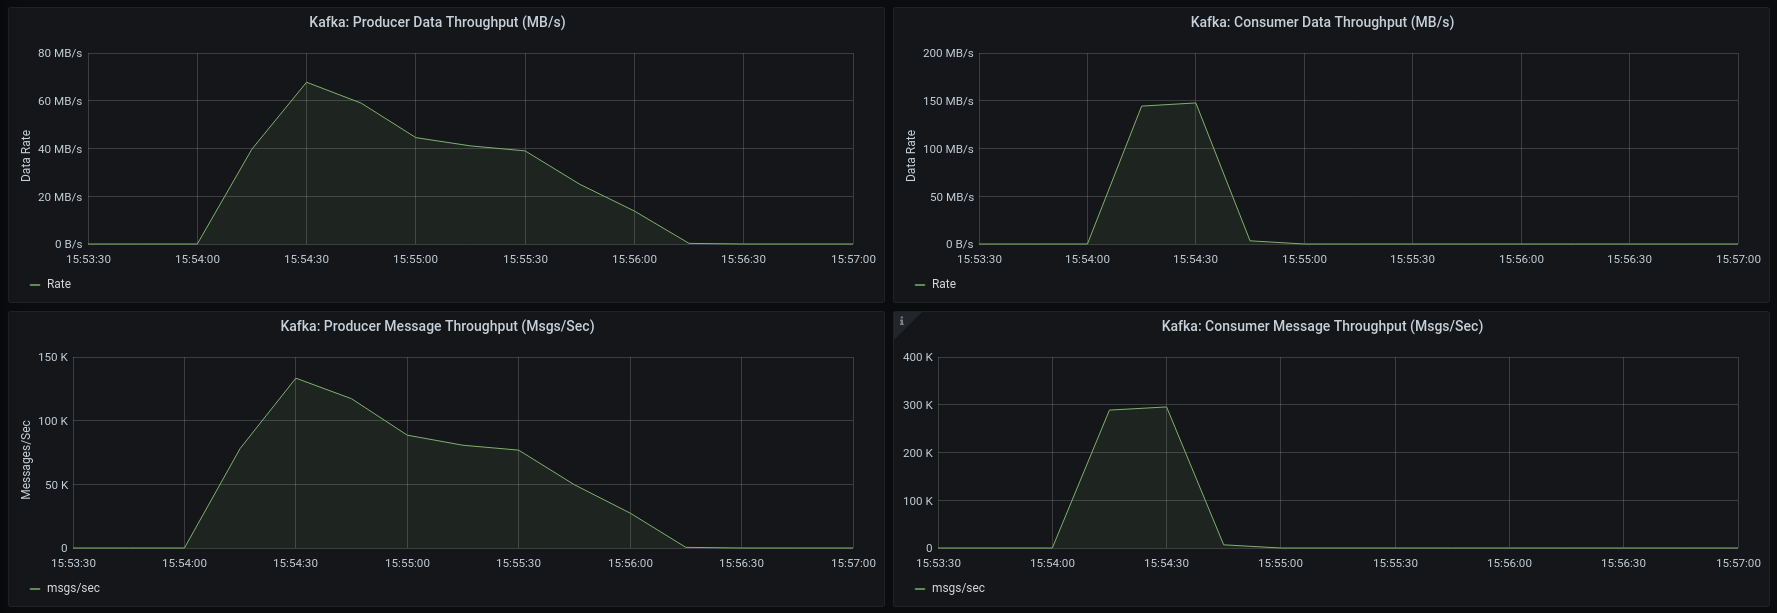 Kafka: Producer Data Throughput (MB/s)
80 MB/s
60 MB/s
40 MB/s
20 MB/s
0 B/s
Data Rate
15:53:30 15:54:00 15:54:30 15:55:00 15:55:30 15:56:00 15:56:30 15:57:00
Rate
Kafka: Consumer Data Throughput (MB/s)
200 MB/s
150 MB/s
100 MB/s
50 MB/s
0 B/s
Data Rate
15:53:30 15:54:00 15:54:30 15:55:00 15:55:30 15:56:00 15:56:30 15:57:00
Rate
Kafka: Producer Message Throughput (Msgs/Sec)
150 K
100 K
50 K
0
Messages/Sec
15:53:30 15:54:00 15:54:30 15:55:00 15:55:30 15:56:00 15:56:30 15:57:00
msgs/sec
i
Kafka: Consumer Message Throughput (Msgs/Sec)
400 K
300 K
200 K
100 K
0
15:53:30 15:54:00 15:54:30 15:55:00 15:55:30 15:56:00 15:56:30 15:57:00
msgs/sec